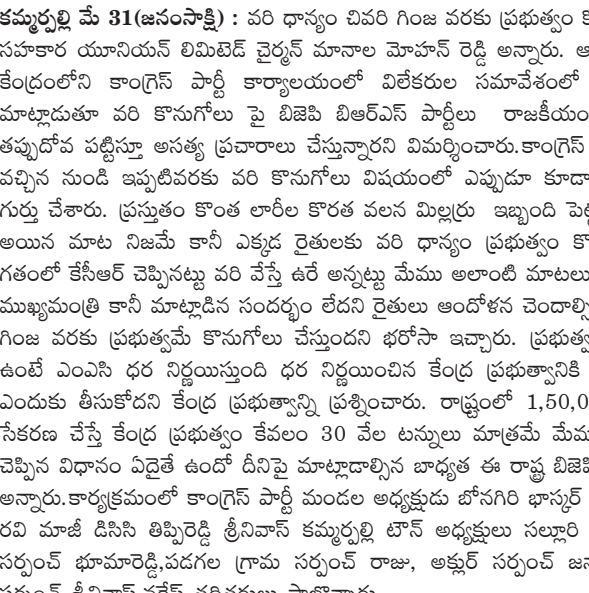 కమ్మర్పల్లి మే 31(జనంసాక్షి) : వరి ధాన్యం చివరి గింజ వరకు ప్రభుత్వం
సహకార యూనియన్ లిమిటెడ్ చైర్మన్ మానాల మోహన్ రెడ్డి అన్నారు.
కేంద్రంలోని కాంగ్రెస్ పార్టీ కార్యాలయంలో విలేకరుల సమావేశంలో
మాట్లాడుతూ వరి కొనుగోలు పై బిజెపి బిఆర్ఎస్ పార్టీలు రాజకీయం
తప్పుదోవ పట్టిస్తూ అసత్య ప్రచారాలు చేస్తున్నారని విమర్శించారు.కాంగ్రెస్
వచ్చిన నుండి ఇప్పటివరకు వరి కొనుగోలు విషయంలో ఎప్పుడూ కూడా
గుర్తు చేశారు. ప్రస్తుతం కొంత లారీల కొరత వలన మిల్లర్రు ఇబ్బంది
అయిన మాట నిజమే కానీ ఎక్కడ రైతులకు వరి ధాన్యం ప్రభుత్వం
గతంలో కేసీఆర్ చెప్పినట్టు వరి వేస్తే ఉరే అన్నట్టు మేము అలాంటి మాటలు
ముఖ్యమంత్రి కానీ మాట్లాడిన సందర్భం లేదని రైతులు ఆందోళన
గింజ వరకు ప్రభుత్వమే కొనుగోలు చేస్తుందని భరోసా ఇచ్చారు.
ఉంటే ఎంఎసి ధర నిర్ణయిస్తుంది ధర నిర్ణయించిన కేంద్ర ప్రభుత్వానికి
ఎందుకు తీసుకోదని కేంద్ర ప్రభుత్వాన్ని ప్రశ్నించారు. రాష్ట్రంలో 1,50,0
సేకరణ చేస్తే కేంద్ర ప్రభుత్వం కేవలం 30 వేల టన్నులు మాత్రమే
చెప్పిన విధానం ఏదైతే ఉందో దీనిపై మాట్లాడాల్సిన బాధ్యత ఈ రాష్ట్ర
అన్నారు.కార్యక్రమంలో కాంగ్రెస్ పార్టీ మండల అధ్యక్షుడు బోనగిరి భాస్కర్
రవి మాజీ డిసిసి తిప్పిరెడ్డి శ్రీనివాస్ కమ్మర్పల్లి టౌన్ అధ్యక్షులు సల్లూరి
సర్పంచ్ భూమారెడ్డి,పడగల గ్రామ సర్పంచ్ రాజు, అక్లుర్ సర్పంచ్